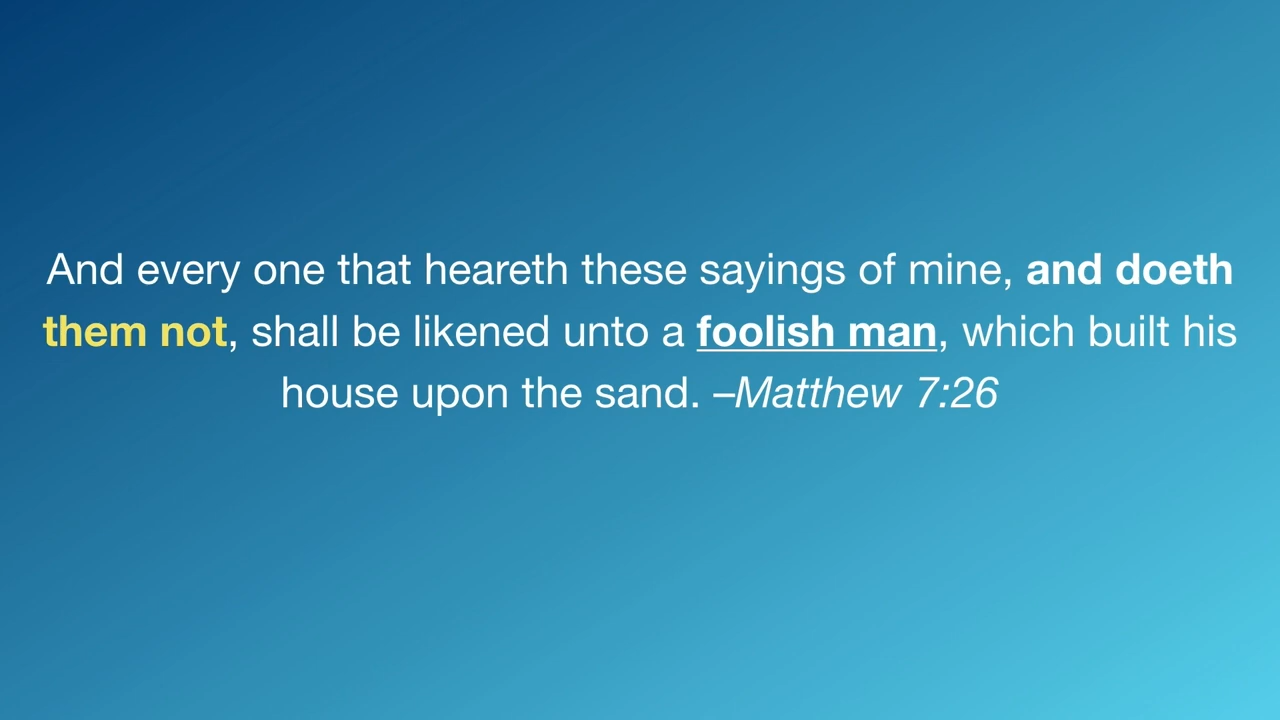 And every one that heareth these sayings of mine, and doeth
them not, shall be likened unto a foolish man, which built his
house upon the sand. –Matthew 7:26